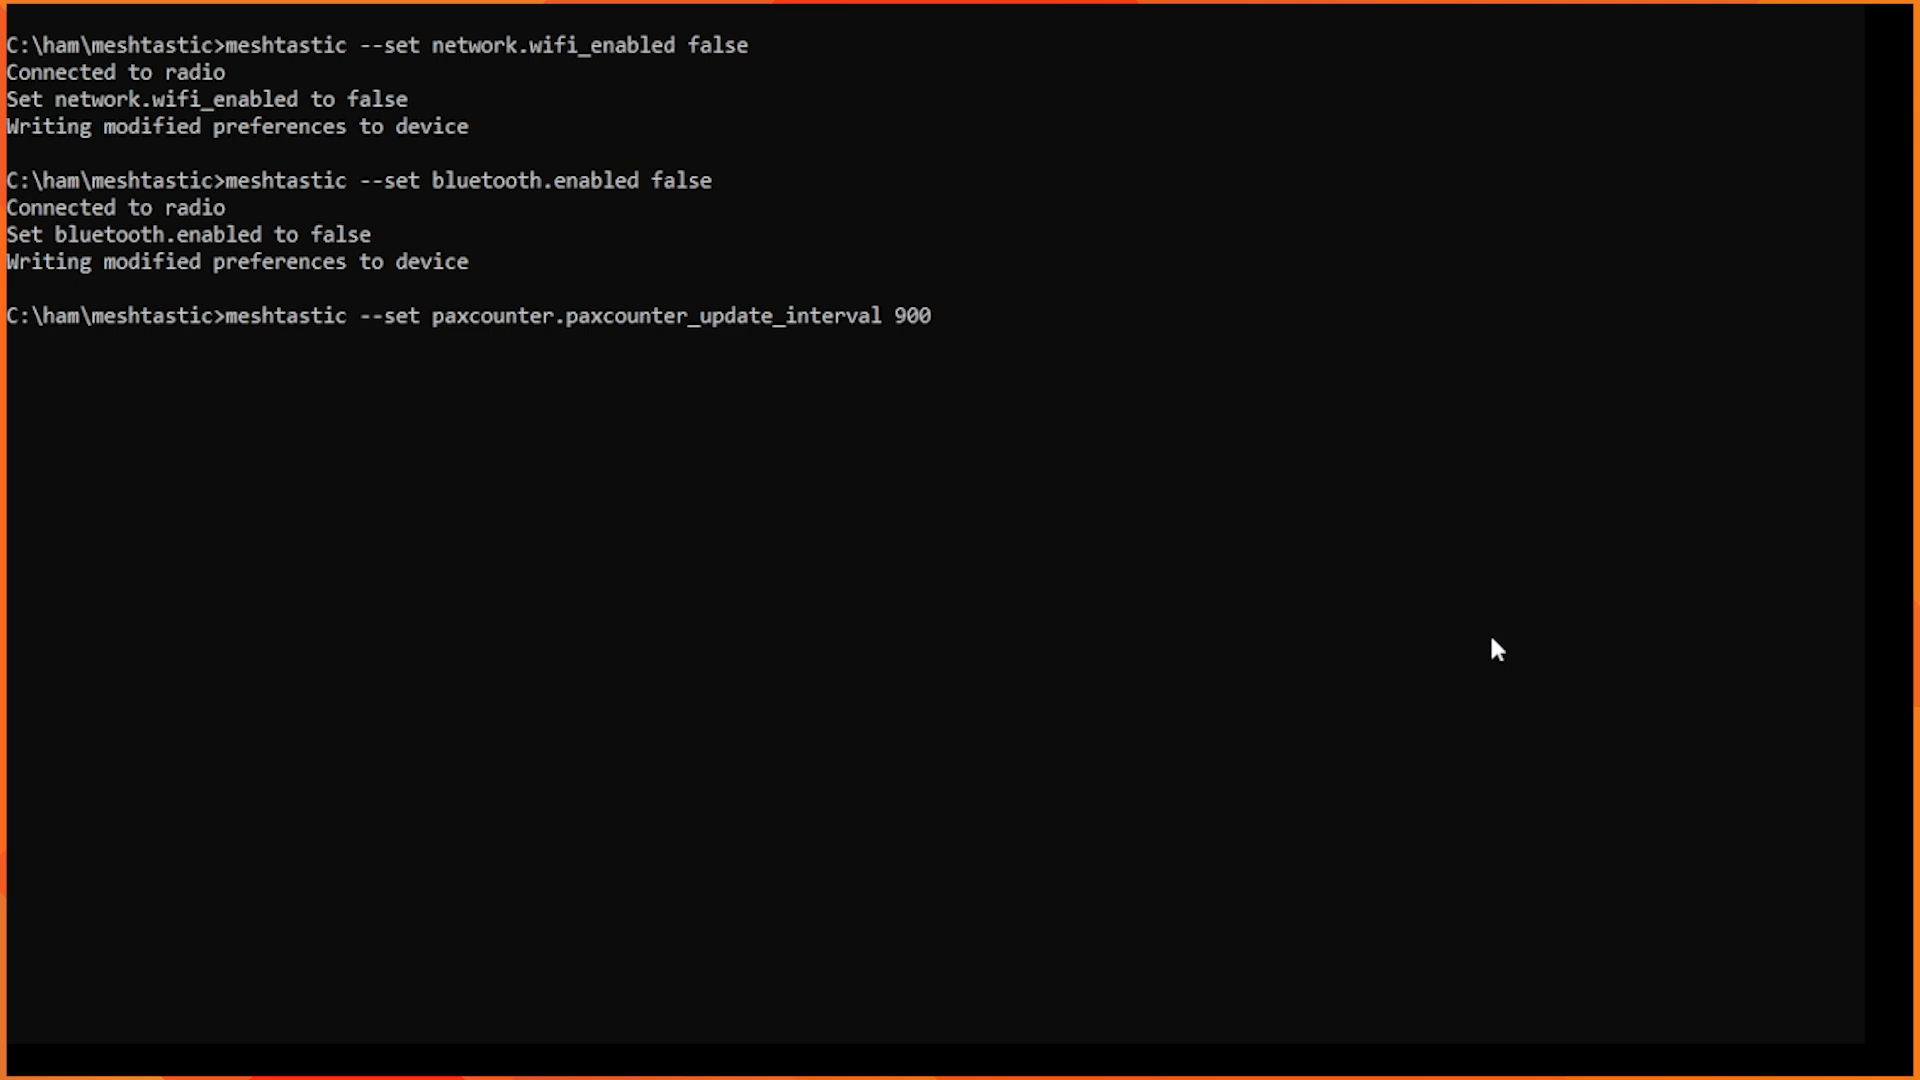 C:\ham\meshtastic>meshtastic --set network.wifi_enabled false
Connected to radio
Set network.wifi_enabled to false
Writing modified preferences to device
C:\ham\meshtastic>meshtastic --set bluetooth.enabled false
Connected to radio
Set bluetooth.enabled to false
Writing modified preferences to device
C:\ham\meshtastic>meshtastic --set paxcounter.paxcounter_update_interval 900